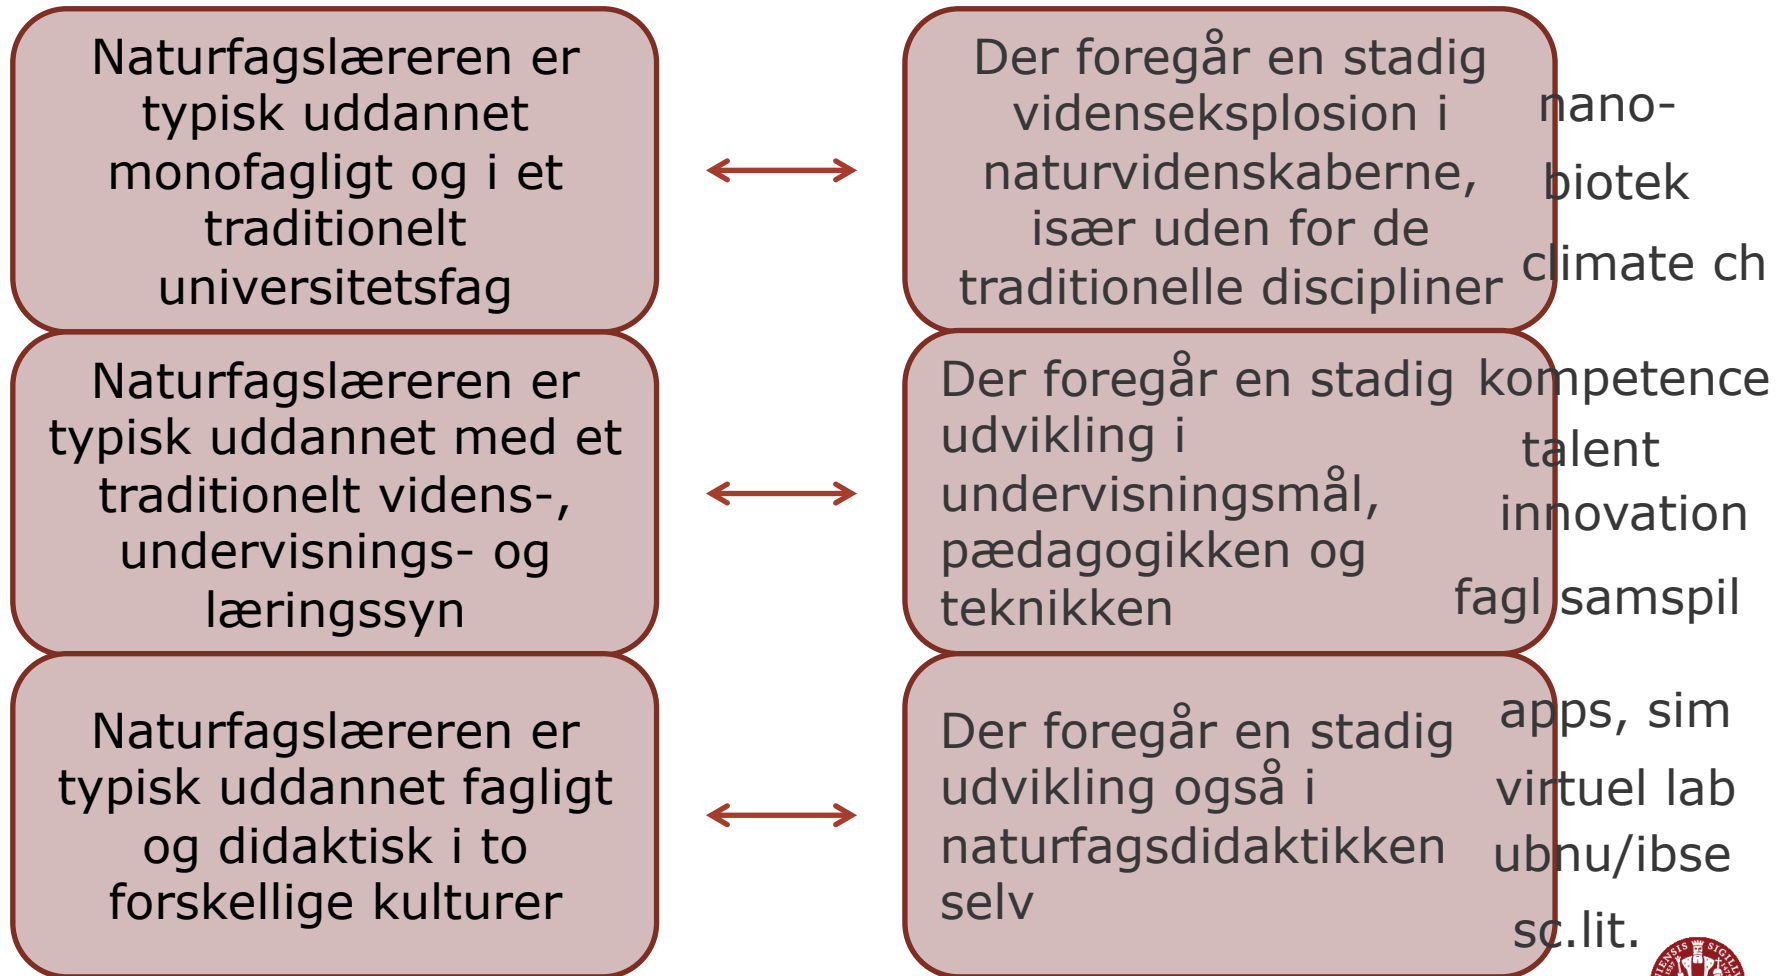 Naturfagslæreren er
typisk uddannet
monofagligt og i et
traditionelt
universitetsfag
Der foregår en stadig
videnseksplosion i
naturvidenskaberne,
især uden for de
traditionelle discipliner
nano-
biotek
climate ch
Naturfagslæreren er
typisk uddannet med et
traditionelt videns-,
undervisnings- og
læringssyn
Der foregår en stadig
udvikling i
undervisningsmål,
pædagogikken og
teknikken
kompetence
talent
innovation
fagl samspil
Naturfagslæreren er
typisk uddannet fagligt
og didaktisk i to
forskellige kulturer
Der foregår en stadig
udvikling også i
naturfagsdidaktikken
selv
apps, sim
virtuel lab
ubnu/ibse
sc.lit.